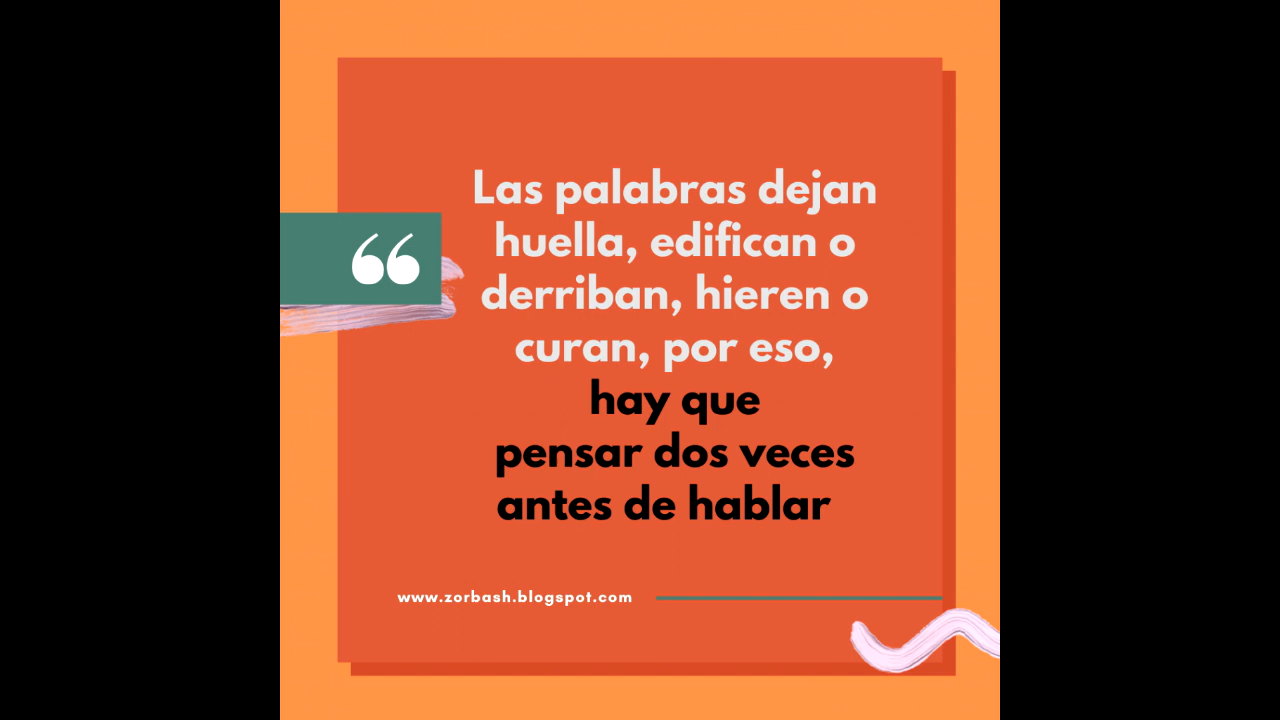 Las palabras dejan
huella, edifican o
derriban, hieren o
curan, por eso,
hay que
pensar dos veces
antes de hablar
www.zorbash.blogspot.com